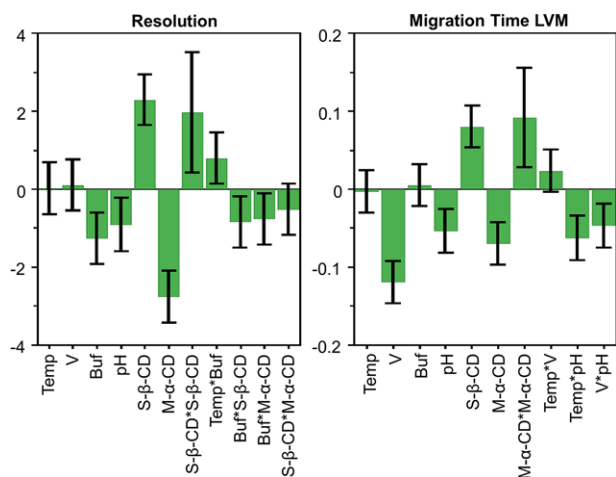 Resolution
4
2
0
-2
-4
Temp
V
Buf
pH
S-β-CD
M-α-CD
S-β-CD*S-β-CD
Temp*Buf
Buf*S-β-CD
Buf*M-α-CD
S-β-CD*M-α-CD
Migration Time LVM
0.2
0.1
0
-0.1
-0.2
Temp
V
Buf
pH
S-β-CD
M-α-CD
M-α-CD*M-α-CD
Temp*V
Temp*pH
V*pH